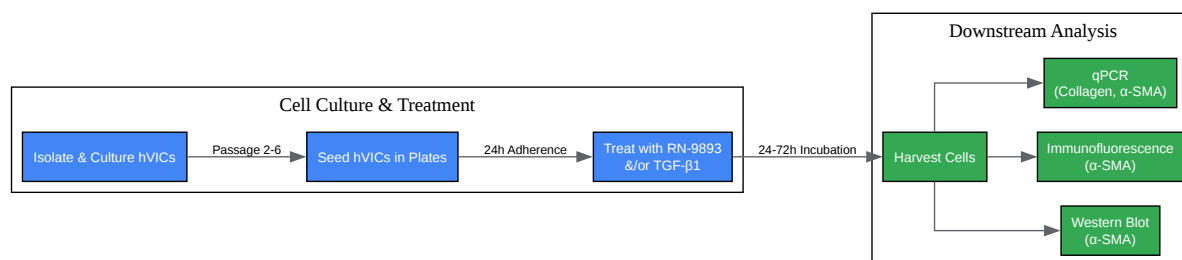 Cell Culture & Treatment
Isolate & Culture hVICs
Passage 2-6
Seed hVICs in Plates
24h Adherence
Treat with RN-9893
&/or TGF-β1
24-72h Incubation
Downstream Analysis
Harvest Cells
qPCR
(Collagen, α-SMA)
Immunofluorescence
(α-SMA)
Western Blot
(α-SMA)